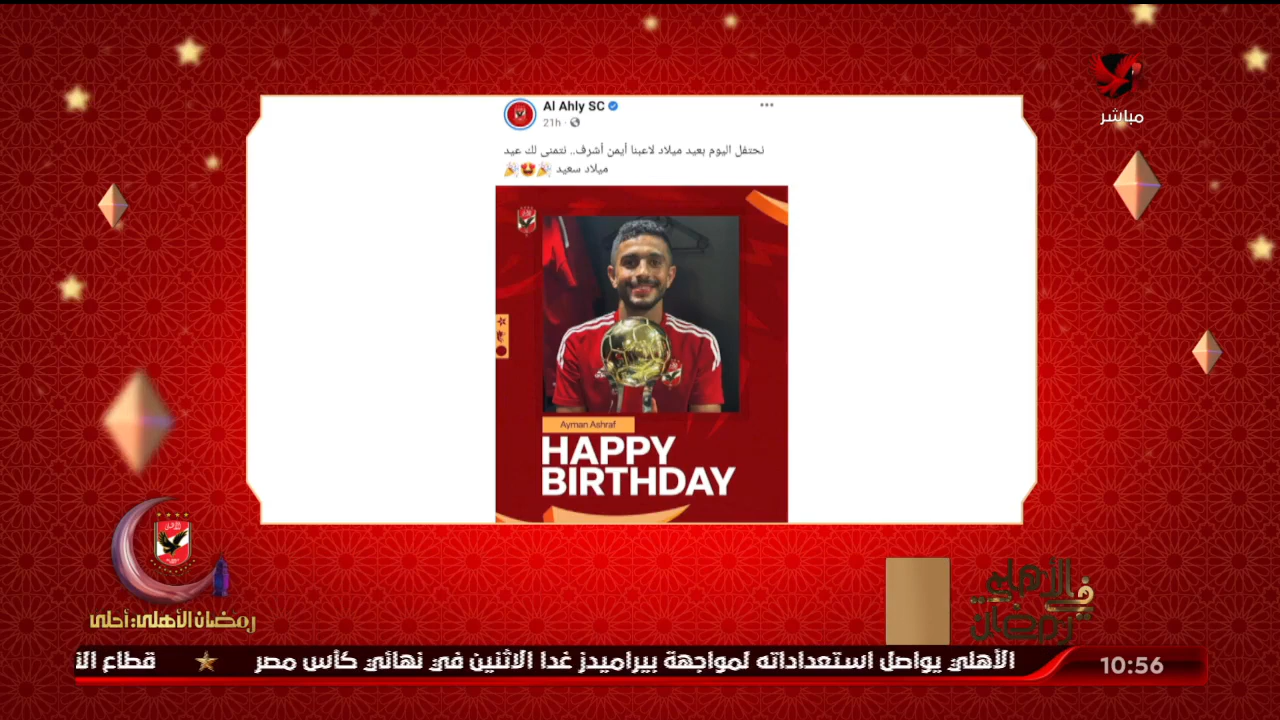 مباشر
Al Ahly SC
21h ·
نحتفل اليوم بعيد ميلاد لاعبنا أيمن أشرف.. نتمنى لك عيد
ميلاد سعيد 🎉🤩🎉
Ayman Ashraf
HAPPY
BIRTHDAY
رمضان الأهلي: أحلى
الأهلي
في
رمضان
10:56
الأهلي يواصل استعداداته لمواجهة بيراميدز غدا الاثنين في نهائي كأس مصر ★ قطاع